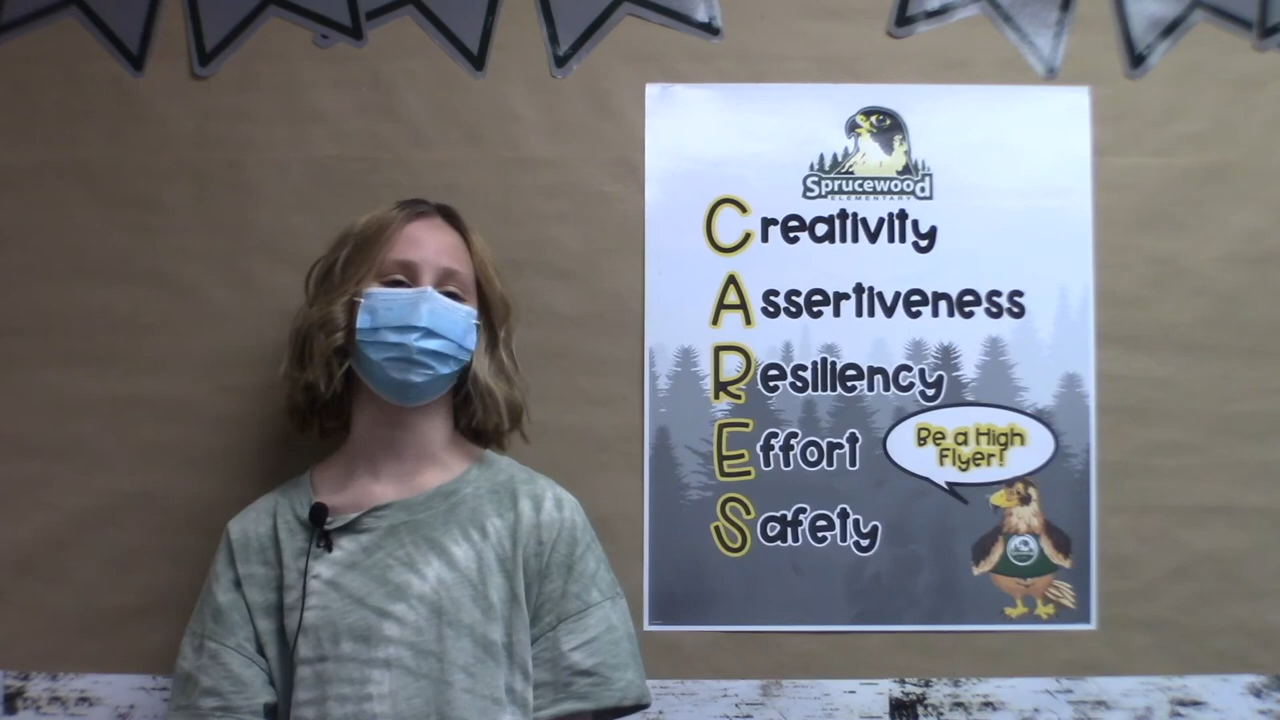 Sprucewood
ELEMENTARY
Creativity
Assertiveness
Resiliency
Effort
Be a High
Flyer!
Safety